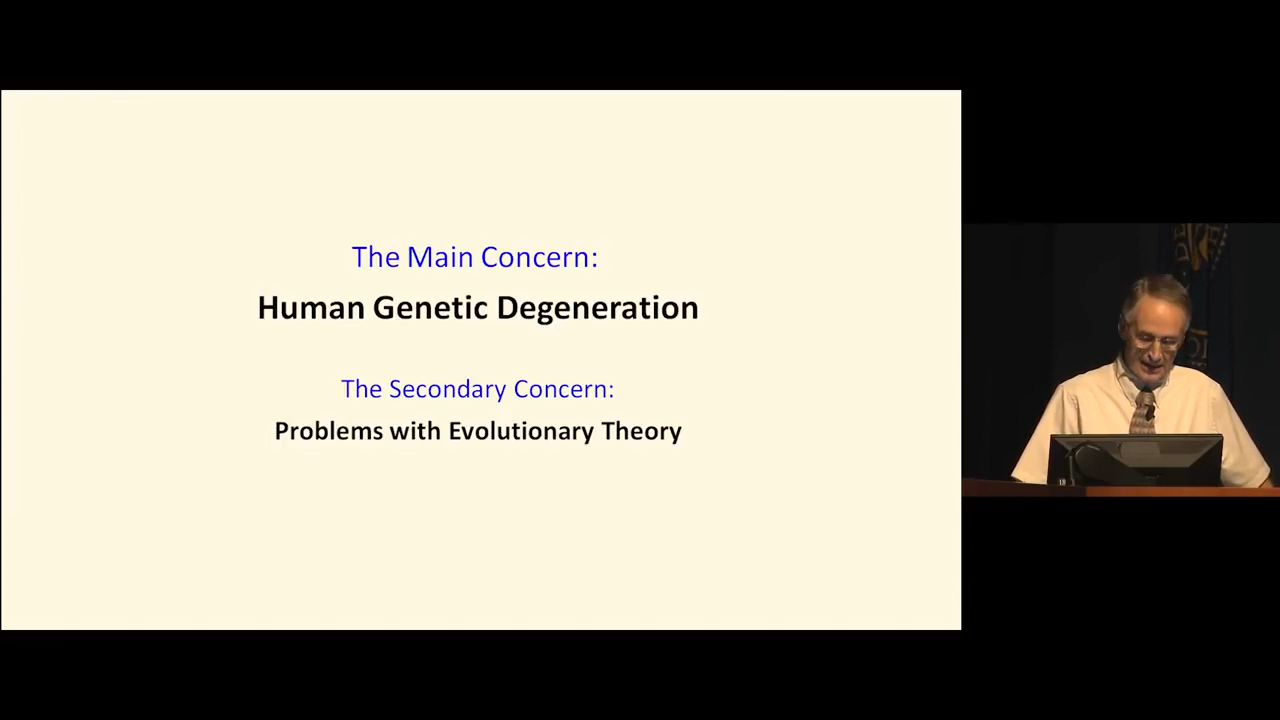 The Main Concern:
Human Genetic Degeneration
The Secondary Concern:
Problems with Evolutionary Theory